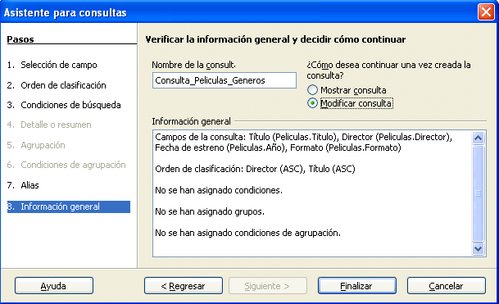 Asistente para consultas
Pasos
1. Selección de campo
2. Orden de clasificación
3. Condiciones de búsqueda
4. Detalle o resumen
5. Agrupación
6. Condiciones de agrupación
7. Alias
8. Información general
Verificar la información general y decidir cómo continuar
Nombre de la consult.
Consulta_Peliculas_Generos
¿Cómo desea continuar una vez creada la
consulta?
Mostrar consulta
Modificar consulta
Información general
Campos de la consulta: Título (Peliculas.Titulo), Director (Peliculas.Director),
Fecha de estreno (Peliculas.Año), Formato (Peliculas.Formato)
Orden de clasificación: Director (ASC), Título (ASC)
No se han asignado condiciones.
No se han asignado grupos.
No se han asignado condiciones de agrupación.
Ayuda
< Regresar
Siguiente >
Finalizar
Cancelar